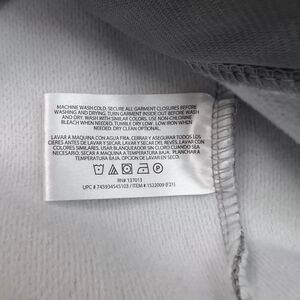 MACHINE WASH COLD. SECURE ALL GARMENT CLOSURES BEFORE
WASHING AND DRYING. TURN GARMENT INSIDE OUT BEFORE WASH
AND DRY. WASH WITH SIMILAR COLORS. USE NON-CHLORINE
BLEACH WHEN NEEDED. TUMBLE DRY LOW. LOW IRON WHEN
NEEDED. DRY CLEAN OPTIONAL.
LAVAR A MAQUINA CON AGUA FRIA. CERRAR Y ASEGURAR TODOS LOS
CIERES ANTES DE LAVAR Y SECAR. LAVAR Y SECAR DEL REVES. LAVAR CON
COLORES SIMILARES. USAR BLANQUEADOR SIN CLORO CUANDO SEA
NECESARIO. SECAR A MAQUINA A TEMPERATURA BAJA. PLANCHAR A
TEMPERATURA BAJA. OPCION DE LAVAR EN SECO.
RN# 137013
UPC # 745934545103 / ITEM # 1522009 (F21)